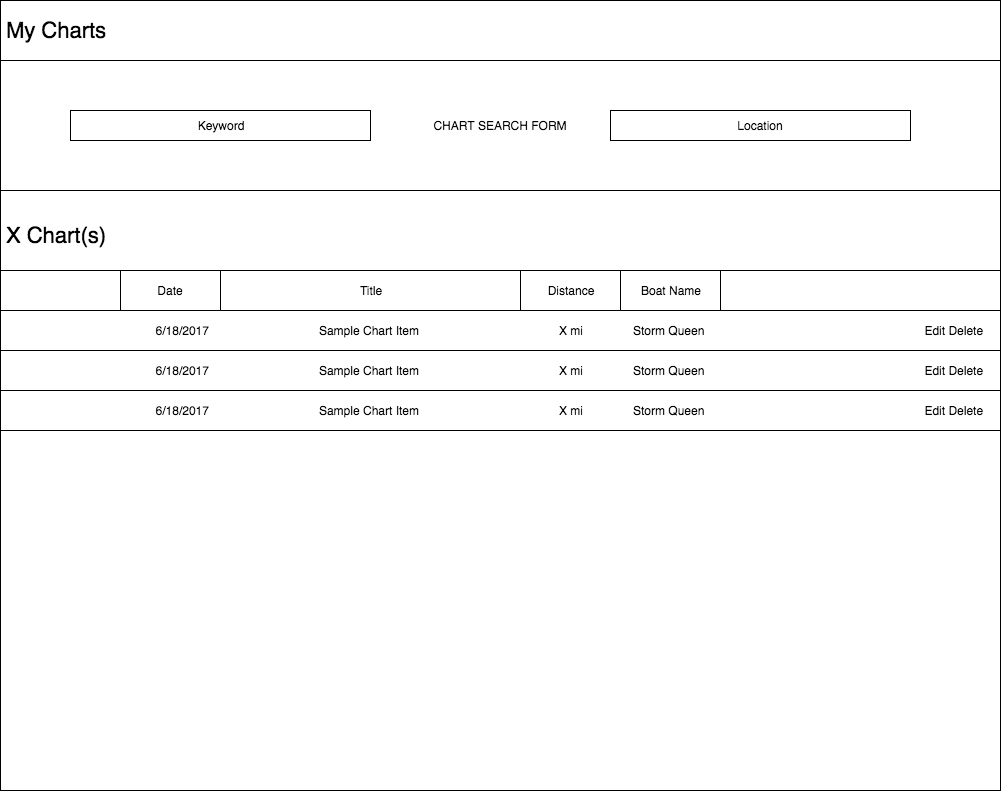 My Charts
Keyword CHART SEARCH FORM Location
X Chart(s)
Date Title Distance Boat Name
6/18/2017 Sample Chart Item X mi Storm Queen Edit Delete
6/18/2017 Sample Chart Item X mi Storm Queen Edit Delete
6/18/2017 Sample Chart Item X mi Storm Queen Edit Delete